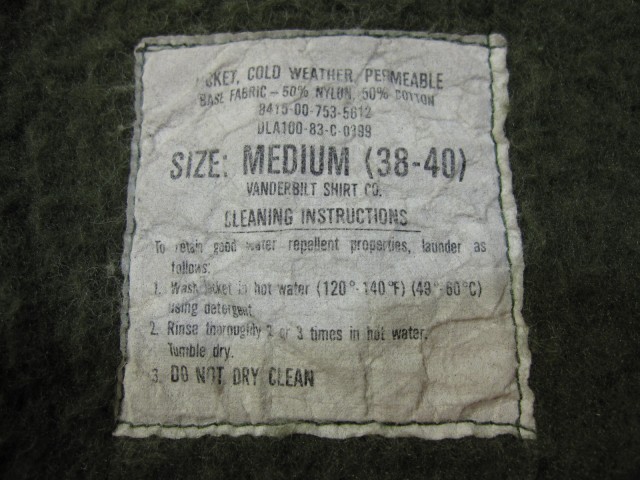 JACKET, COLD WEATHER, PERMEABLE
BASE FABRIC - 50% NYLON, 50% COTTON
8415-00-753-5612
DLA100-83-C-0399
SIZE: MEDIUM (38-40)
VANDERBILT SHIRT CO.
CLEANING INSTRUCTIONS
To retain good water repellent properties, launder as
follows:
1. Wash jacket in hot water (120°-140°F) (49°-60°C)
using detergent.
2. Rinse thoroughly 2 or 3 times in hot water.
Tumble dry.
3. DO NOT DRY CLEAN